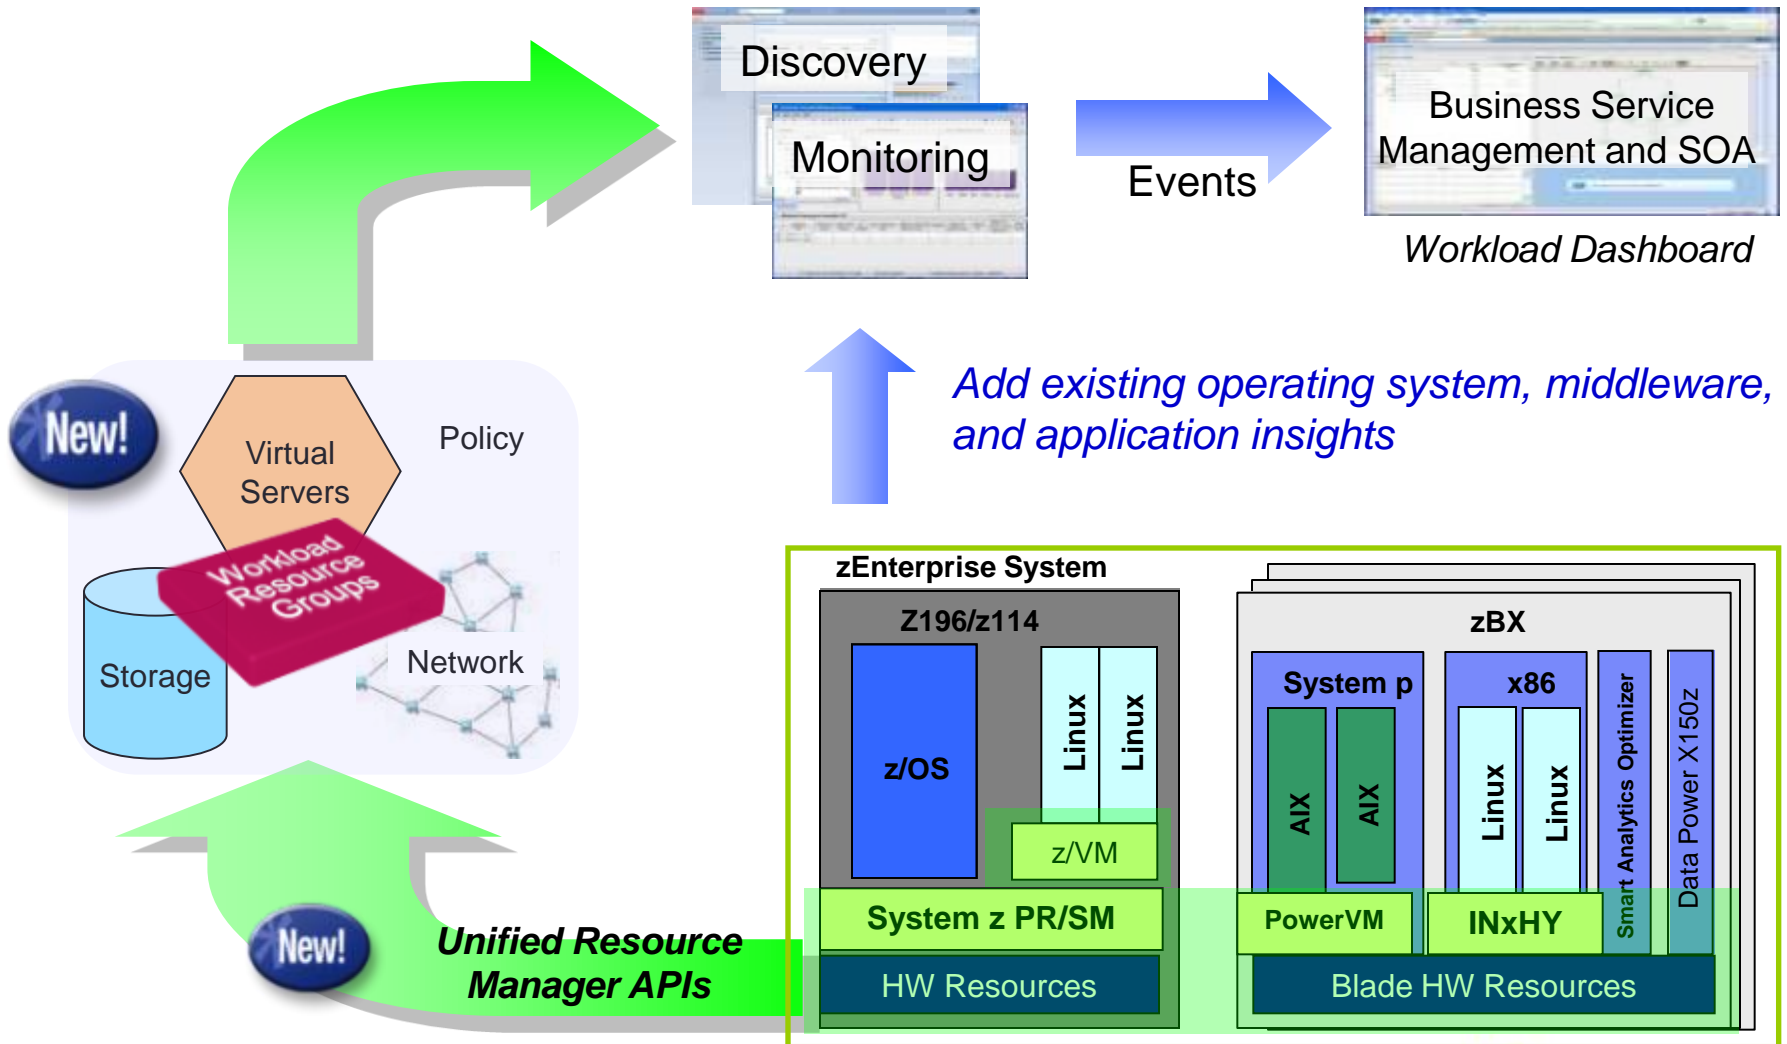 Discovery
Monitoring
Events
Business Service
Management and SOA
Workload Dashboard
New!
Virtual
Servers
Policy
Workload
Resource
Groups
Storage
Network
Add existing operating system, middleware,
and application insights
zEnterprise System
Z196/z114
z/OS
Linux
Linux
z/VM
System z PR/SM
HW Resources
zBX
System p
AIX
AIX
PowerVM
x86
Linux
Linux
INxHY
Smart Analytics Optimizer
Data Power X150z
Blade HW Resources
New!
Unified Resource
Manager APIs